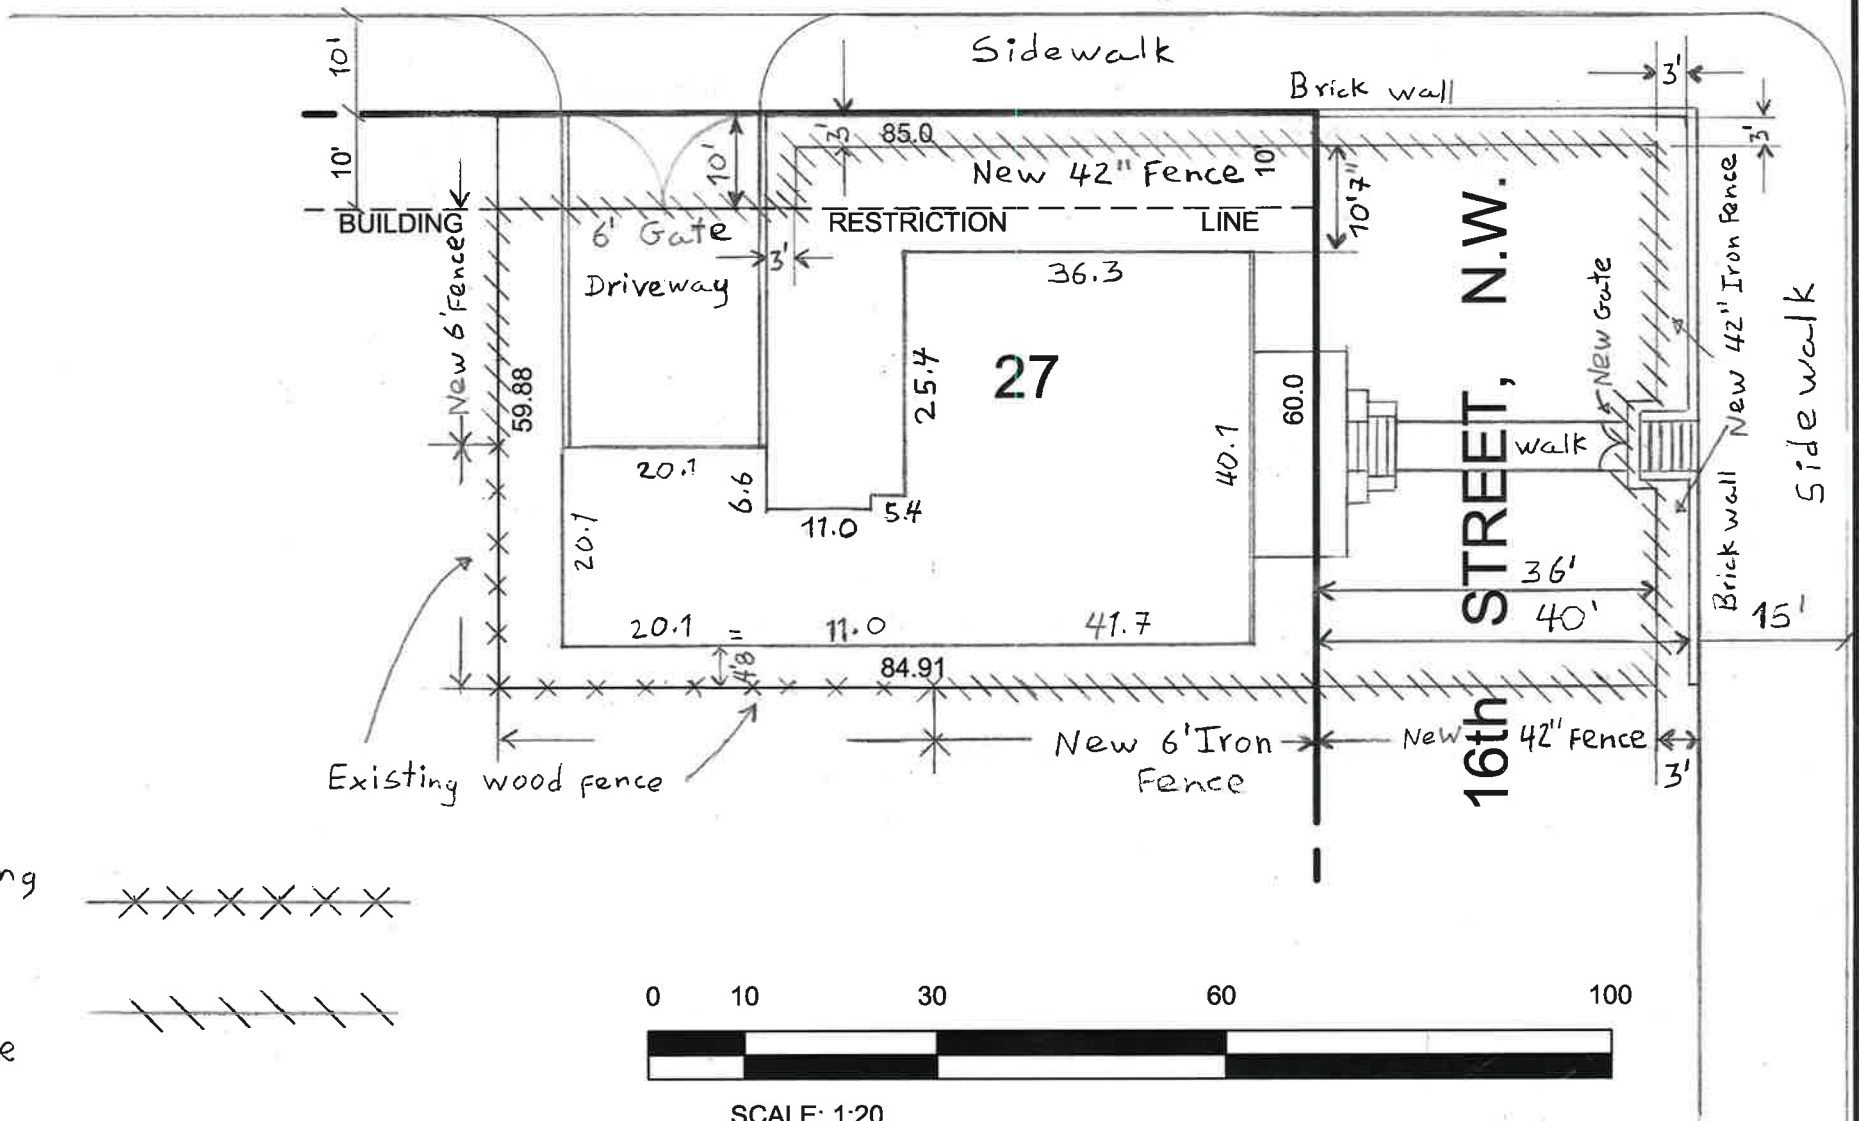 Sidewalk
10'
Brick wall
3'
3'
85.0
3'
10'
10'
New 42" Fence
10'
10'7"
BUILDING
RESTRICTION
LINE
6' Gate
3'
Driveway
36.3
New 6' Fence
59.88
25.4
27
40.1
60.0
16th STREET, N.W.
New Gate
New 42" Iron Fence
Sidewalk
walk
20.1
6.6
11.0
5.4
20.1
Brick wall
36'
40'
15'
20.1
=
11.0
41.7
4'8
84.91
New 6' Iron
Fence
New 42" Fence
3'
Existing wood fence
ng
e
0 10 30 60 100
SCALE: 1:20